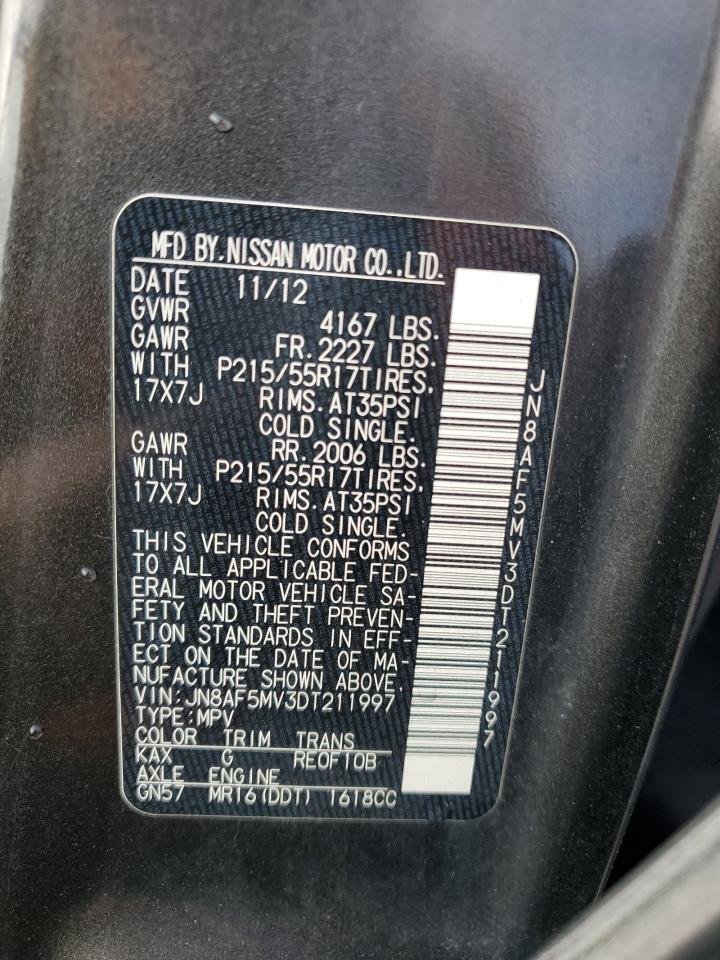 MFD BY.NISSAN MOTOR CO.,LTD.
DATE 11/12
GVWR 4167 LBS.
GAWR FR. 2227 LBS.
WITH P215/55R17TIRES,
17X7J RIMS. AT35PSI
COLD SINGLE.
GAWR RR. 2006 LBS.
WITH P215/55R17TIRES,
17X7J RIMS. AT35PSI
COLD SINGLE.
THIS VEHICLE CONFORMS
TO ALL APPLICABLE FED-
ERAL MOTOR VEHICLE SA-
FETY AND THEFT PREVEN-
TION STANDARDS IN EFF-
ECT ON THE DATE OF MA-
NUFACTURE SHOWN ABOVE.
VIN:JN8AF5MV3DT211997
TYPE:MPV
COLOR TRIM TRANS
KAX G RE0F10B
AXLE ENGINE
GN57 MR16(DDT) 1618CC
JN8AF5MV3DT211997